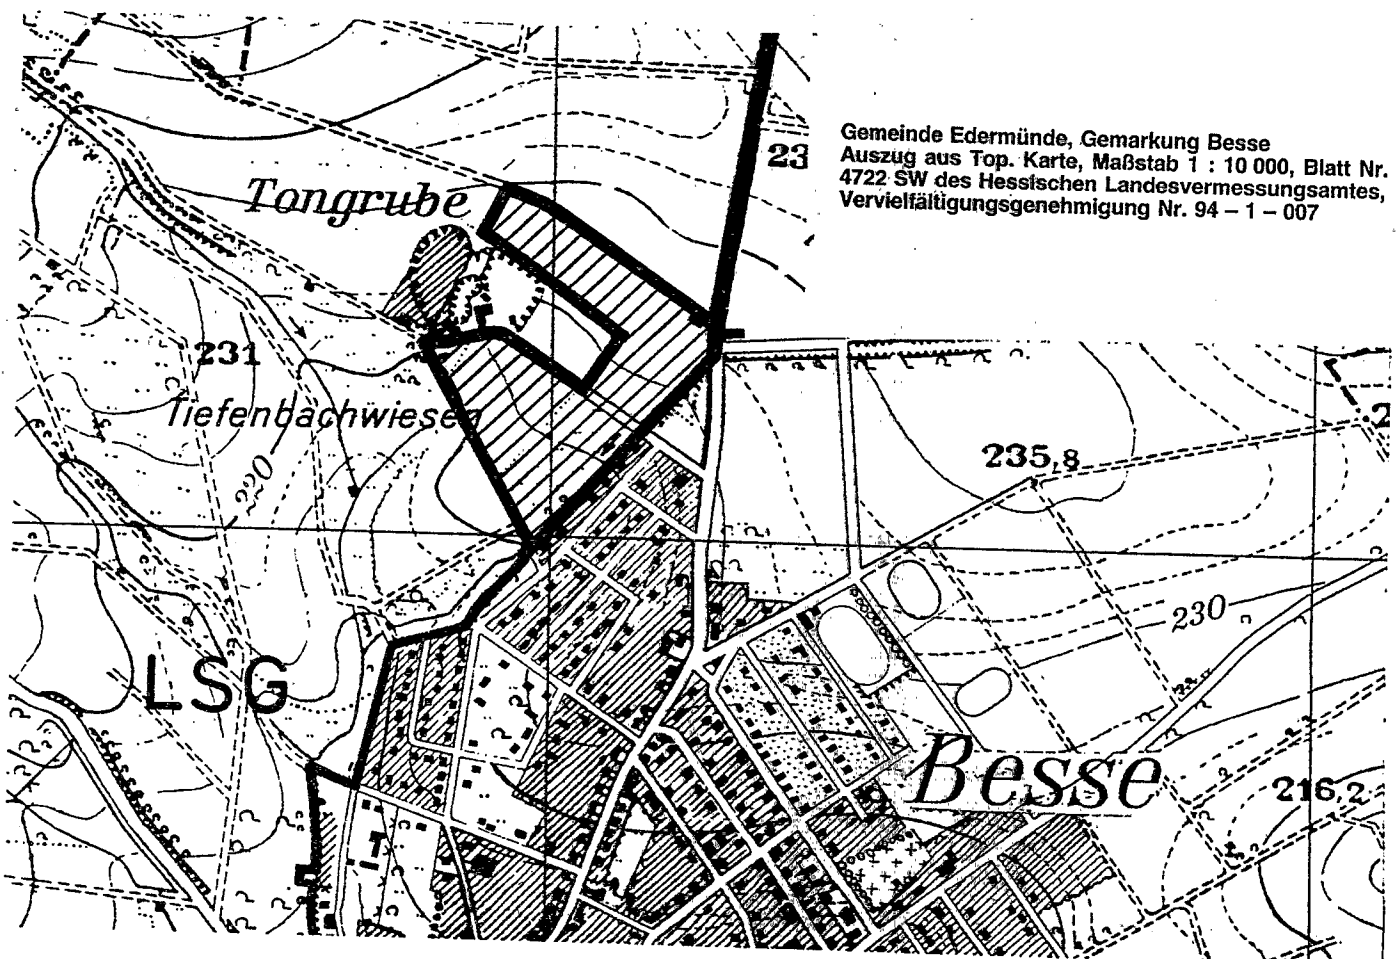 Gemeinde Edermünde, Gemarkung Besse
Auszug aus Top. Karte, Maßstab 1 : 10 000, Blatt Nr.
4722 SW des Hessischen Landesvermessungsamtes,
Vervielfältigungsgenehmigung Nr. 94 – 1 – 007
23
Tongrube
231
Tiefenbachwiesen
220
235,8
2
230
LSG
Besse
216,2
T